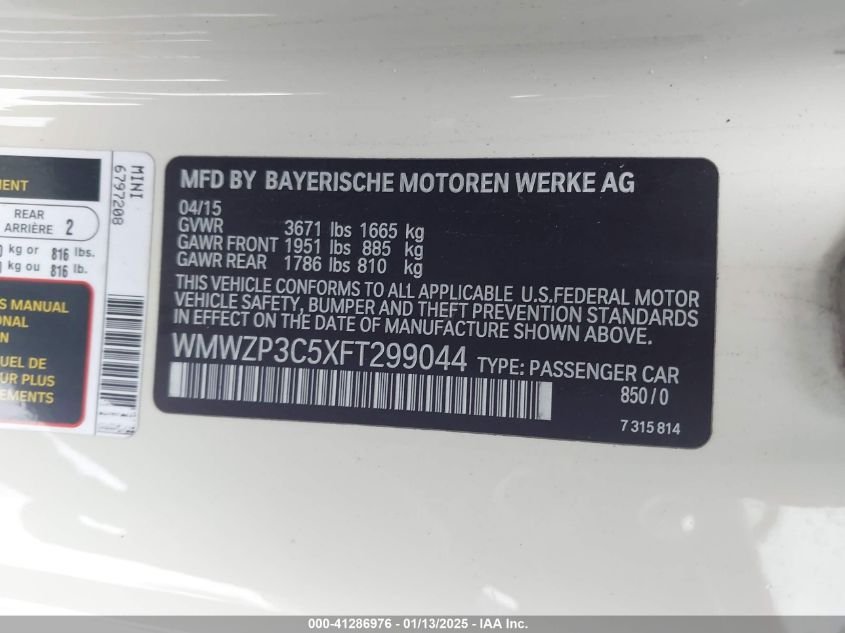 MENT
REAR
ARRIÈRE 2
kg or 816 lbs.
kg ou 816 lb.
S MANUAL
ONAL
N
UEL DE
UR PLUS
EMENTS
MINI
6797208
MFD BY BAYERISCHE MOTOREN WERKE AG
04/15
GVWR 3671 lbs 1665 kg
GAWR FRONT 1951 lbs 885 kg
GAWR REAR 1786 lbs 810 kg
THIS VEHICLE CONFORMS TO ALL APPLICABLE U.S.FEDERAL MOTOR
VEHICLE SAFETY, BUMPER AND THEFT PREVENTION STANDARDS
IN EFFECT ON THE DATE OF MANUFACTURE SHOWN ABOVE.
WMWZP3C5XFT299044 TYPE: PASSENGER CAR
850/0
7 315 814
000-41286976 - 01/13/2025 - IAA Inc.